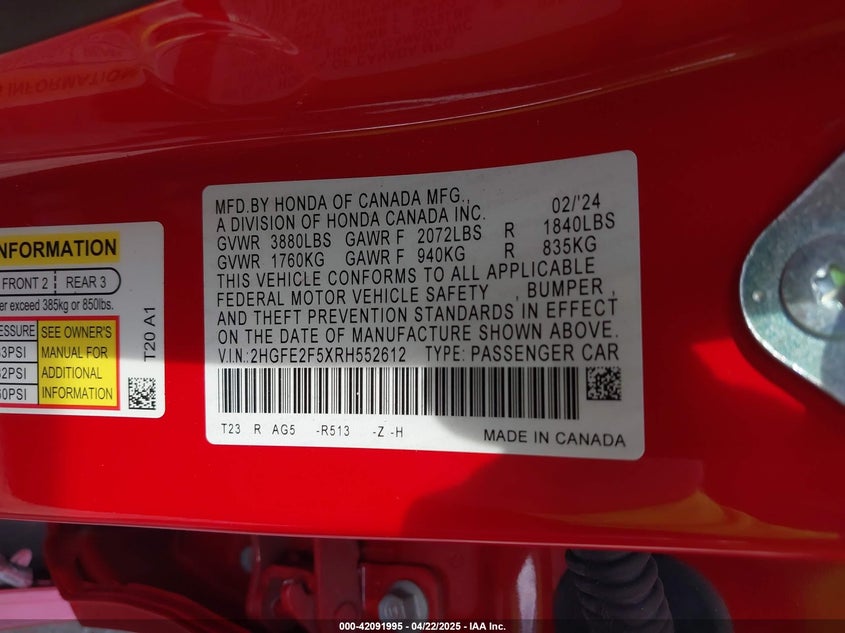 MFD.BY HONDA OF CANADA MFG., 02/'24
A DIVISION OF HONDA CANADA INC.
GVWR 3880LBS GAWR F 2072LBS R 1840LBS
GVWR 1760KG GAWR F 940KG R 835KG
THIS VEHICLE CONFORMS TO ALL APPLICABLE
FEDERAL MOTOR VEHICLE SAFETY , BUMPER ,
AND THEFT PREVENTION STANDARDS IN EFFECT
ON THE DATE OF MANUFACTURE SHOWN ABOVE.
V.I.N.:2HGFE2F5XRH552612 TYPE: PASSENGER CAR
T23 R AG5 -R513 -Z -H
MADE IN CANADA
INFORMATION
FRONT 2 REAR 3
exceed 385kg or 850lbs.
SEE OWNER'S
MANUAL FOR
ADDITIONAL
INFORMATION
T20 A1
000-42091995 - 04/22/2025 - IAA Inc.